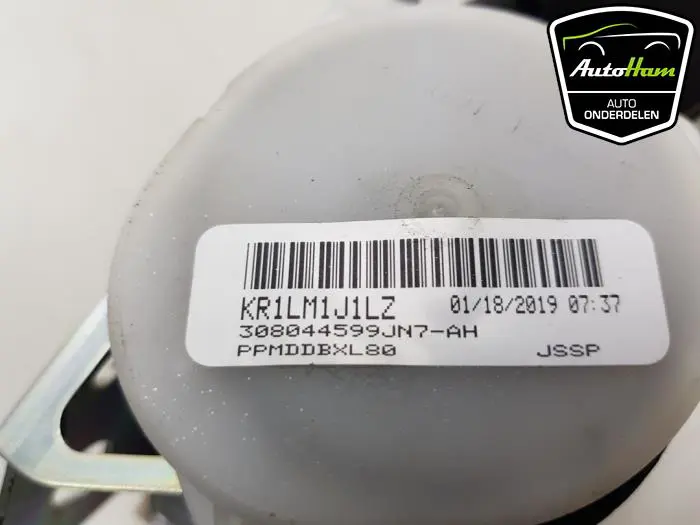 AutoHam
AUTO
ONDERDELEN
KR1LM1J1LZ 01/18/2019 07:37
308044599JN7-AH
PPMDDBXL80 JSSP